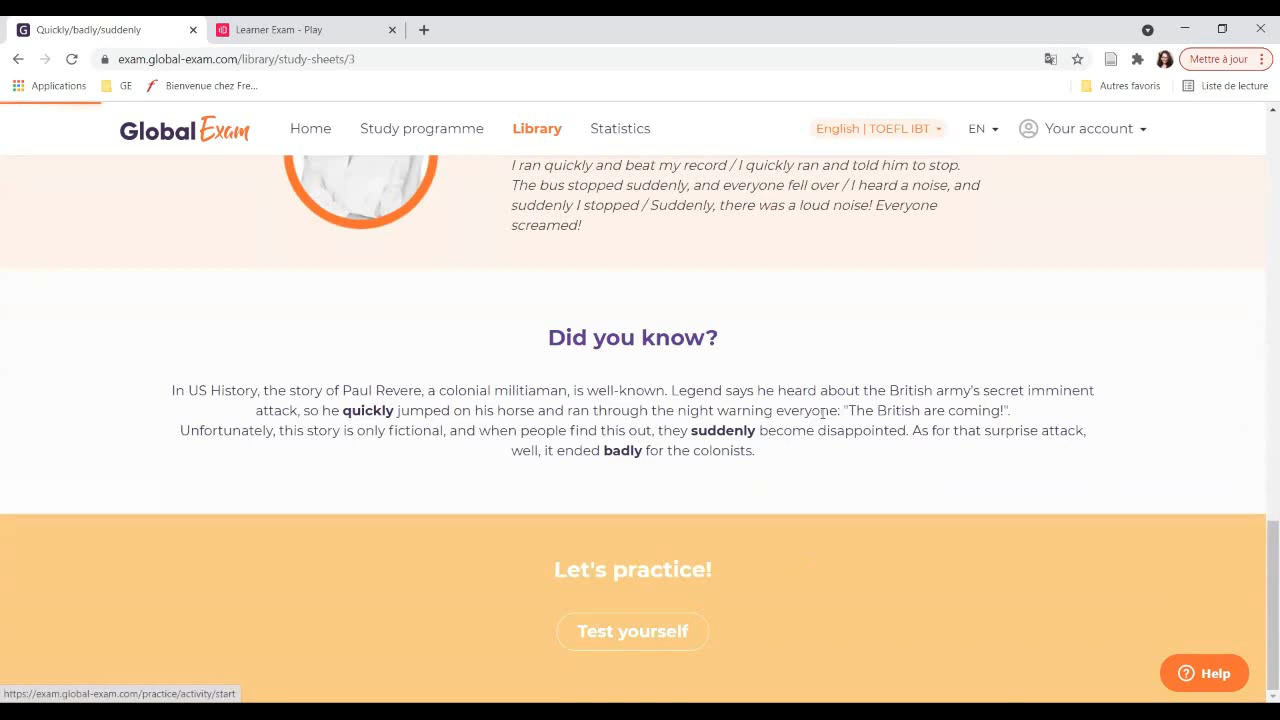 Quickly/badly/suddenly
Learner Exam - Play
exam.global-exam.com/library/study-sheets/3
Mettre à jour
Applications
GE
Bienvenue chez Fre...
Autres favoris
Liste de lecture
Global Exam
Home
Study programme
Library
Statistics
English | TOEFL IBT
EN
Your account
I ran quickly and beat my record / I quickly ran and told him to stop.
The bus stopped suddenly, and everyone fell over / I heard a noise, and
suddenly I stopped / Suddenly, there was a loud noise! Everyone
screamed!
Did you know?
In US History, the story of Paul Revere, a colonial militiaman, is well-known. Legend says he heard about the British army's secret imminent
attack, so he quickly jumped on his horse and ran through the night warning everyone: "The British are coming!".
Unfortunately, this story is only fictional, and when people find this out, they suddenly become disappointed. As for that surprise attack,
well, it ended badly for the colonists.
Let's practice!
Test yourself
Help
https://exam.global-exam.com/practice/activity/start